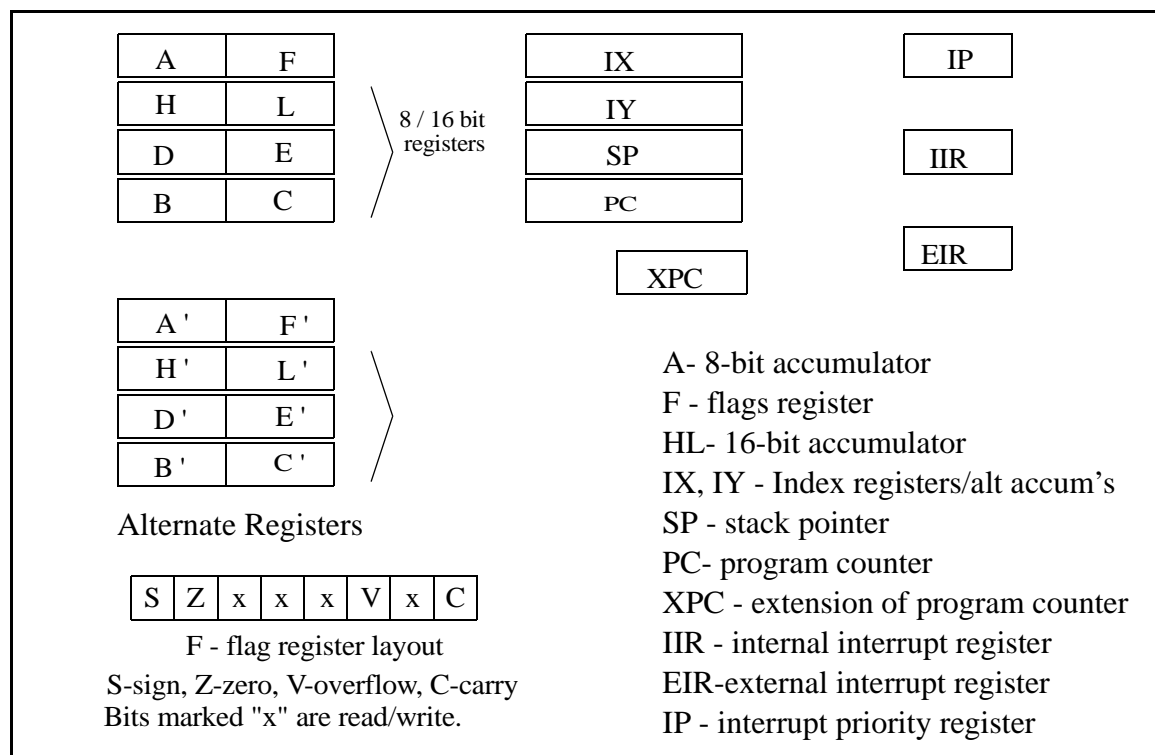 A F
H L
D E
B C
8 / 16 bit
registers
IX
IY
SP
PC
XPC
IP
IIR
EIR
A ' F '
H ' L '
D ' E '
B ' C '
Alternate Registers
S Z x x x V x C
F - flag register layout
S-sign, Z-zero, V-overflow, C-carry
Bits marked "x" are read/write.
A- 8-bit accumulator
F - flags register
HL- 16-bit accumulator
IX, IY - Index registers/alt accum's
SP - stack pointer
PC- program counter
XPC - extension of program counter
IIR - internal interrupt register
EIR-external interrupt register
IP - interrupt priority register